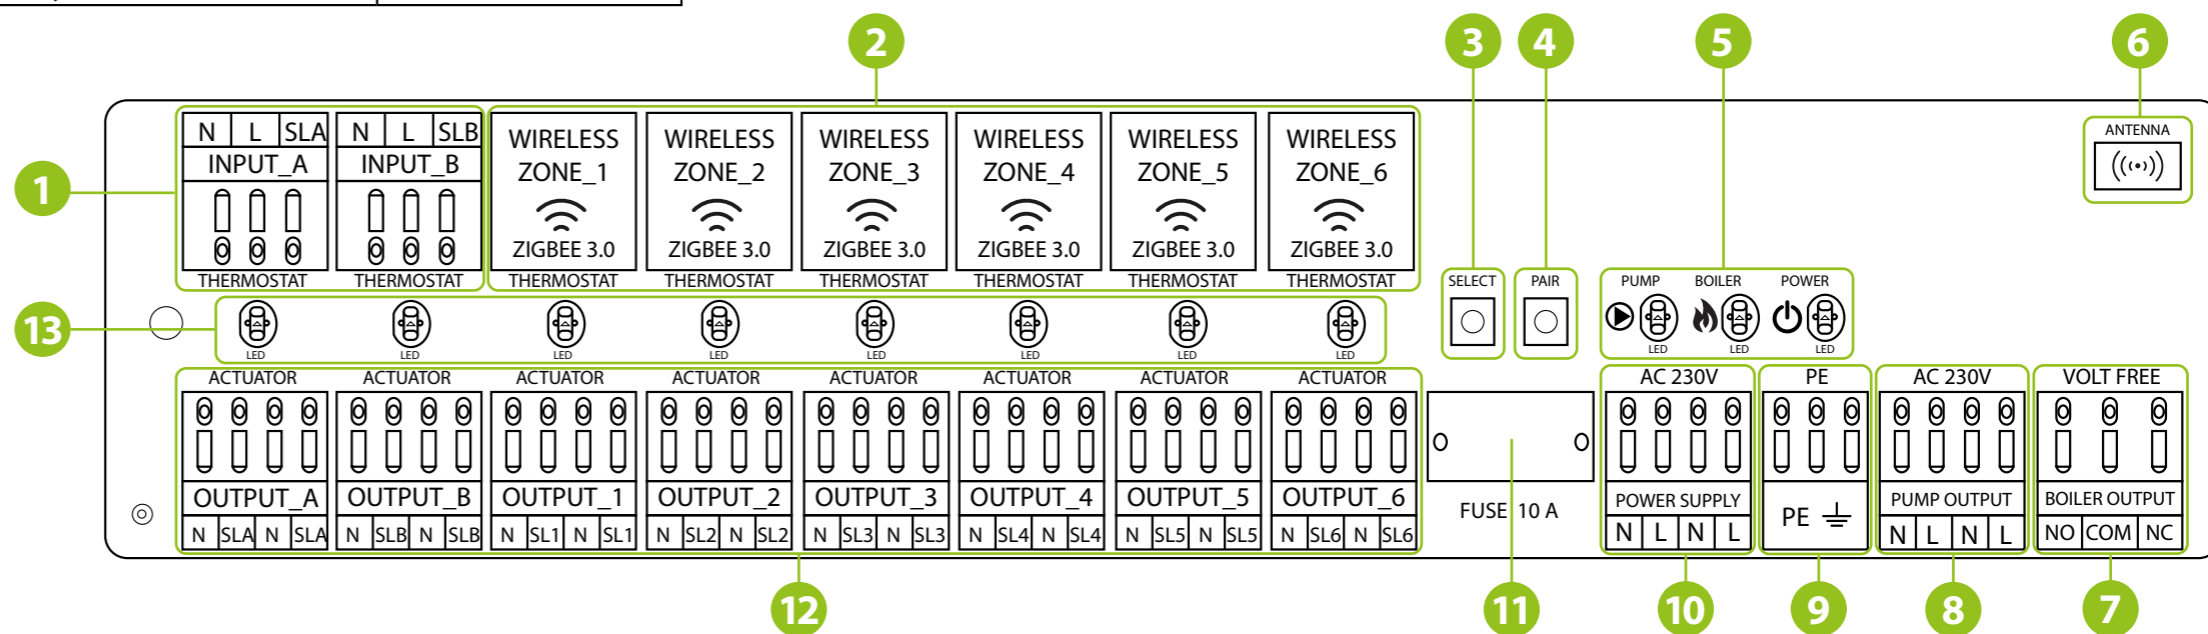 2 3 4 5 6
N L SLA N L SLB
INPUT_A INPUT_B
WIRELESS ZONE_1 ZIGBEE 3.0
WIRELESS ZONE_2 ZIGBEE 3.0
WIRELESS ZONE_3 ZIGBEE 3.0
WIRELESS ZONE_4 ZIGBEE 3.0
WIRELESS ZONE_5 ZIGBEE 3.0
WIRELESS ZONE_6 ZIGBEE 3.0
ANTENNA
1
THERMOSTAT THERMOSTAT THERMOSTAT THERMOSTAT THERMOSTAT THERMOSTAT THERMOSTAT THERMOSTAT
SELECT PAIR PUMP BOILER POWER
13
LED LED LED LED LED LED LED LED LED LED LED
ACTUATOR ACTUATOR ACTUATOR ACTUATOR ACTUATOR ACTUATOR ACTUATOR ACTUATOR
AC 230V PE AC 230V VOLT FREE
OUTPUT_A OUTPUT_B OUTPUT_1 OUTPUT_2 OUTPUT_3 OUTPUT_4 OUTPUT_5 OUTPUT_6
FUSE 10 A
POWER SUPPLY PE PUMP OUTPUT BOILER OUTPUT
N SLA N SLA N SLB N SLB N SL1 N SL1 N SL2 N SL2 N SL3 N SL3 N SL4 N SL4 N SL5 N SL5 N SL6 N SL6
N L N L N L N L NO COM NC
12 11 10 9 8 7